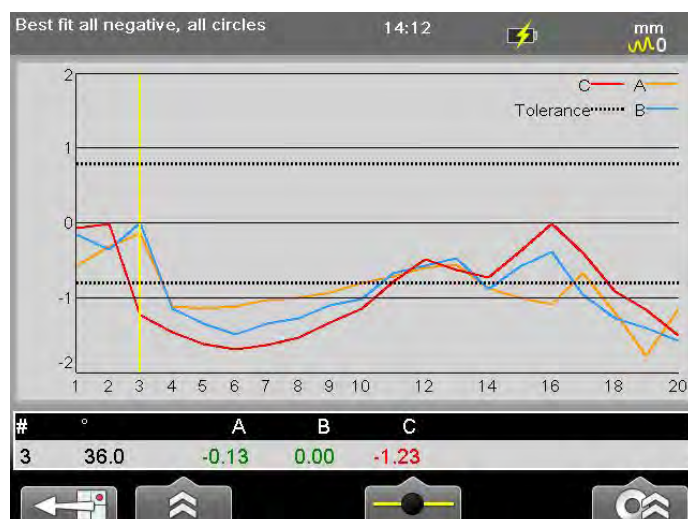 Best fit all negative, all circles 14:12 mm
0
2
C A
Tolerance B
1
0
-1
-2
1 2 3 4 5 6 7 8 9 10 12 14 16 18 20
# ° A B C
3 36.0 -0.13 0.00 -1.23